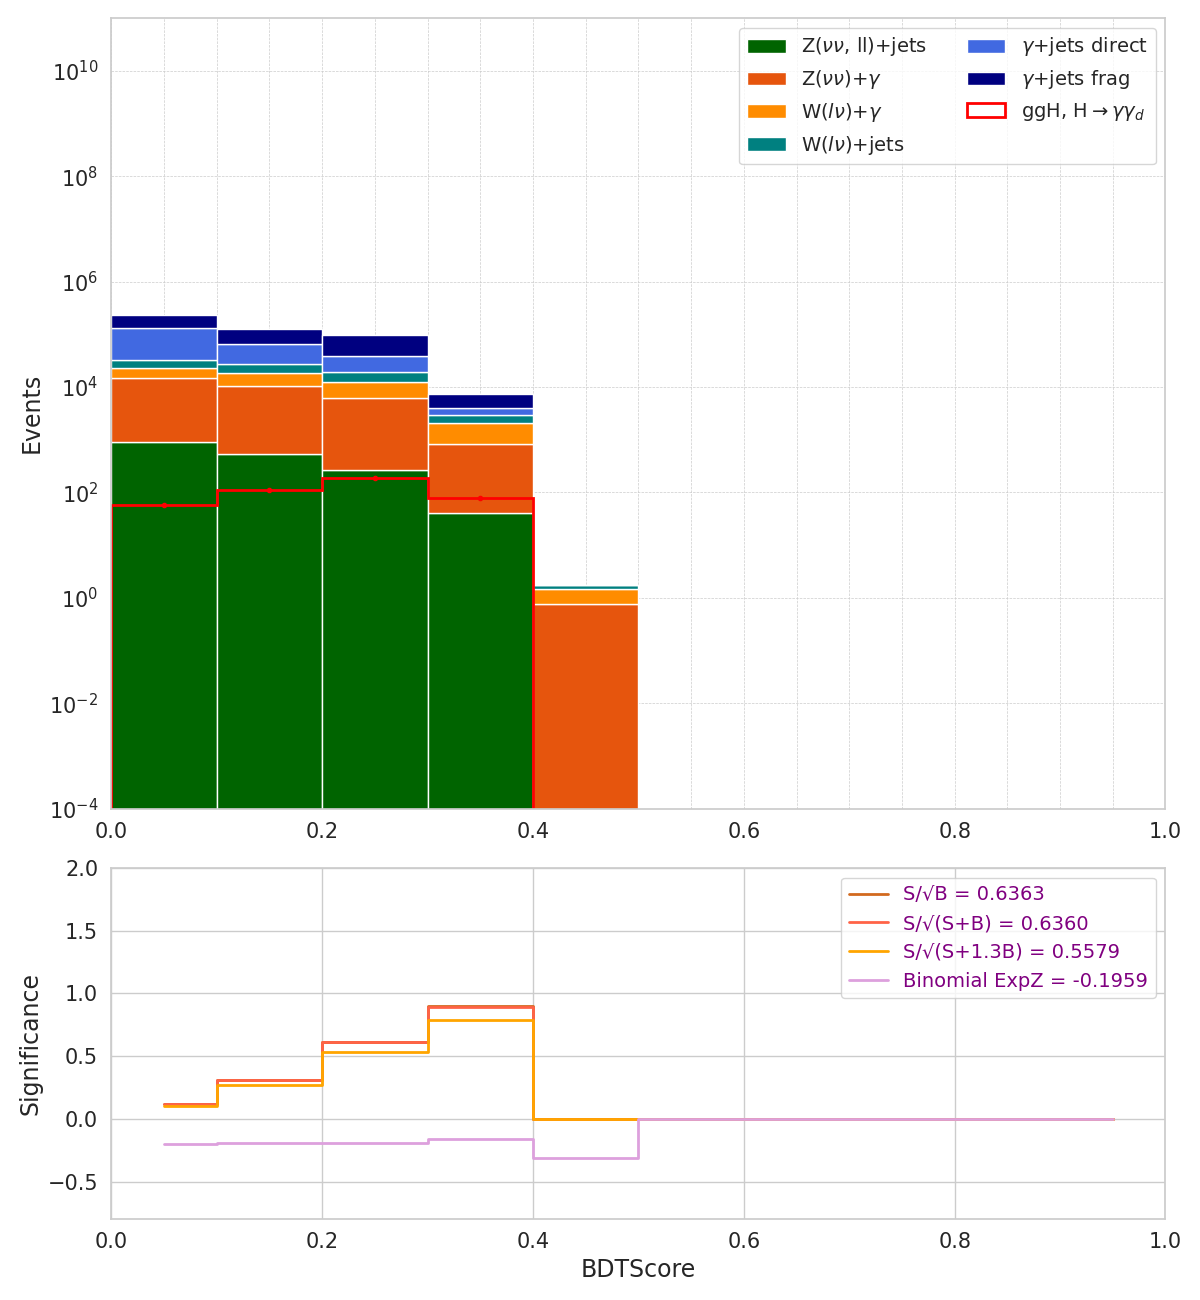 Z(νν, ll)+jets
Z(νν)+γ
W(lν)+γ
W(lν)+jets
γ+jets direct
γ+jets frag
ggH, H→γγ_d
Events
10^10
10^8
10^6
10^4
10^2
10^0
10^−2
10^−4
0.0 0.2 0.4 0.6 0.8 1.0
Significance
2.0
1.5
1.0
0.5
0.0
−0.5
S/√B = 0.6363
S/√(S+B) = 0.6360
S/√(S+1.3B) = 0.5579
Binomial ExpZ = -0.1959
0.0 0.2 0.4 0.6 0.8 1.0
BDTScore